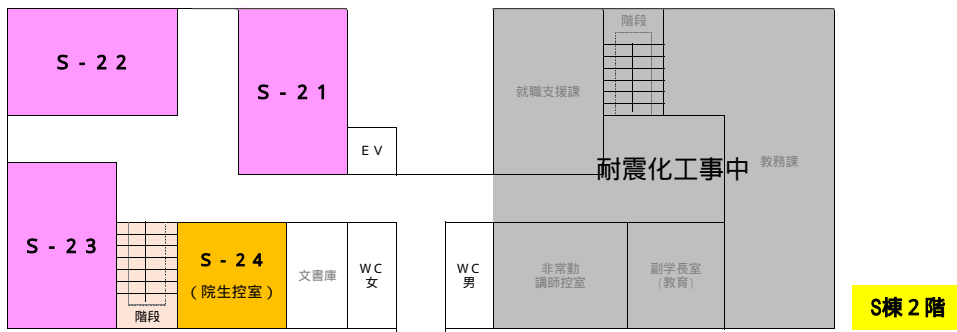 階段
S-22
S-21
就職支援課
EV
耐震化工事中
教務課
S-23
S-24
(院生控室)
文書庫
WC
女
WC
男
非常勤
講師控室
副学長室
(教育)
階段
S棟2階